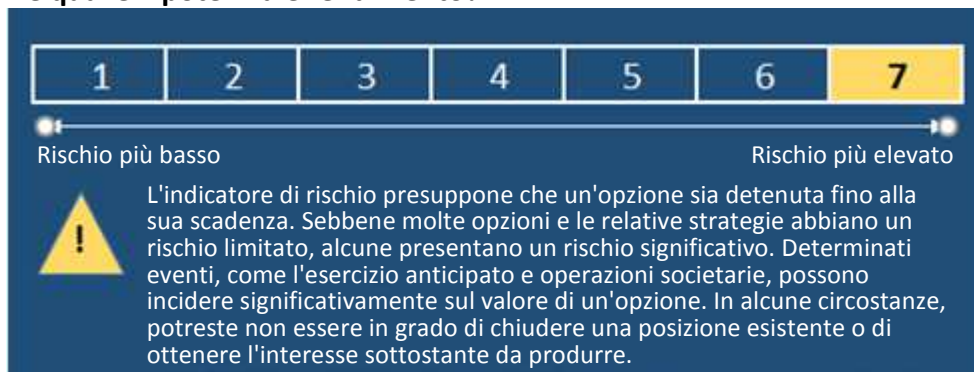 1 2 3 4 5 6 7
Rischio più basso Rischio più elevato
L'indicatore di rischio presuppone che un'opzione sia detenuta fino alla
sua scadenza. Sebbene molte opzioni e le relative strategie abbiano un
rischio limitato, alcune presentano un rischio significativo. Determinati
eventi, come l'esercizio anticipato e operazioni societarie, possono
incidere significativamente sul valore di un'opzione. In alcune circostanze,
potreste non essere in grado di chiudere una posizione esistente o di
ottenere l'interesse sottostante da produrre.